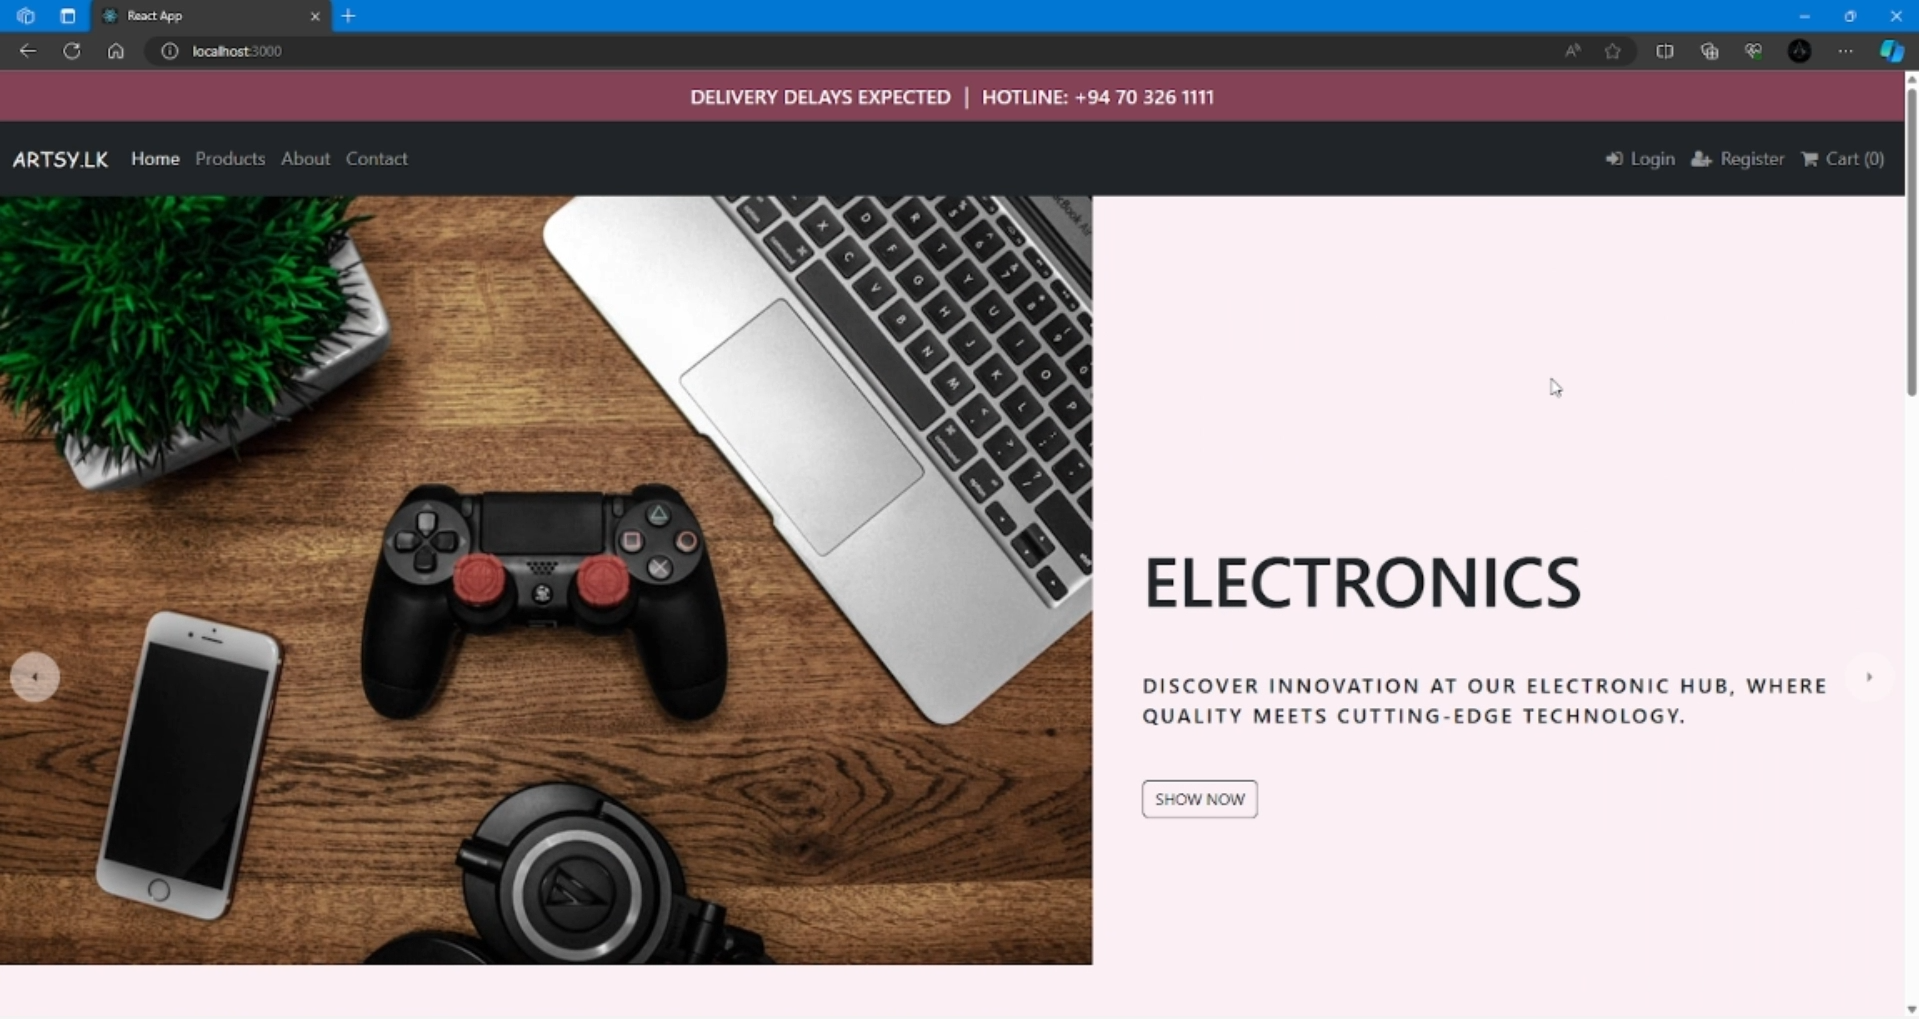 React App
localhost:3000
DELIVERY DELAYS EXPECTED | HOTLINE: +94 70 326 1111
ARTSY.LK Home Products About Contact Login Register Cart (0)
ELECTRONICS
DISCOVER INNOVATION AT OUR ELECTRONIC HUB, WHERE
QUALITY MEETS CUTTING-EDGE TECHNOLOGY.
SHOW NOW